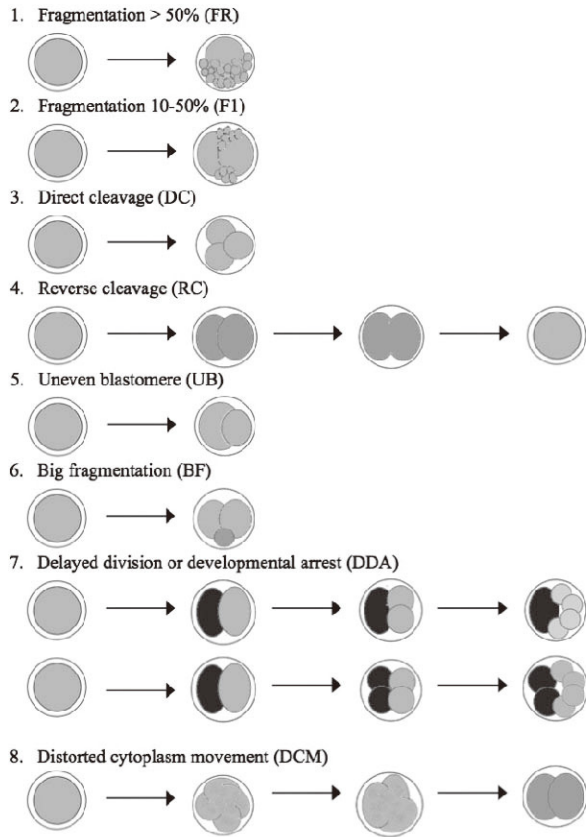 1. Fragmentation > 50% (FR)
2. Fragmentation 10-50% (F1)
3. Direct cleavage (DC)
4. Reverse cleavage (RC)
5. Uneven blastomere (UB)
6. Big fragmentation (BF)
7. Delayed division or developmental arrest (DDA)
8. Distorted cytoplasm movement (DCM)